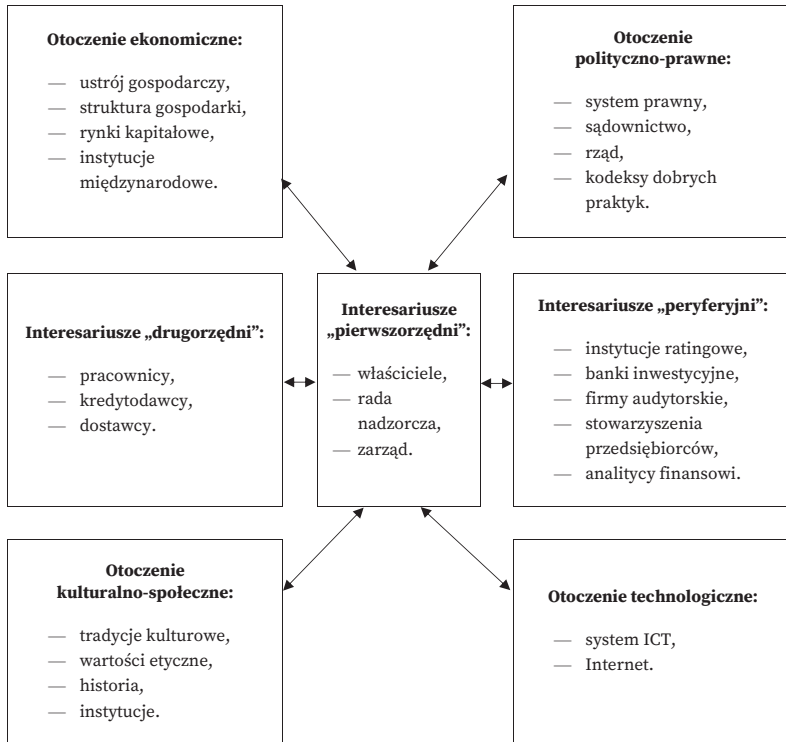 Otoczenie ekonomiczne:
— ustrój gospodarczy,
— struktura gospodarki,
— rynki kapitałowe,
— instytucje
międzynarodowe.
Otoczenie
polityczno-prawne:
— system prawny,
— sądownictwo,
— rząd,
— kodeksy dobrych
praktyk.
Interesariusze „drugorzędni”:
— pracownicy,
— kredytodawcy,
— dostawcy.
Interesariusze
„pierwszorzędni”:
— właściciele,
— rada
nadzorcza,
— zarząd.
Interesariusze „peryferyjni”:
— instytucje ratingowe,
— banki inwestycyjne,
— firmy audytorskie,
— stowarzyszenia
przedsiębiorców,
— analitycy finansowi.
Otoczenie
kulturalno-społeczne:
— tradycje kulturowe,
— wartości etyczne,
— historia,
— instytucje.
Otoczenie technologiczne:
— system ICT,
— Internet.